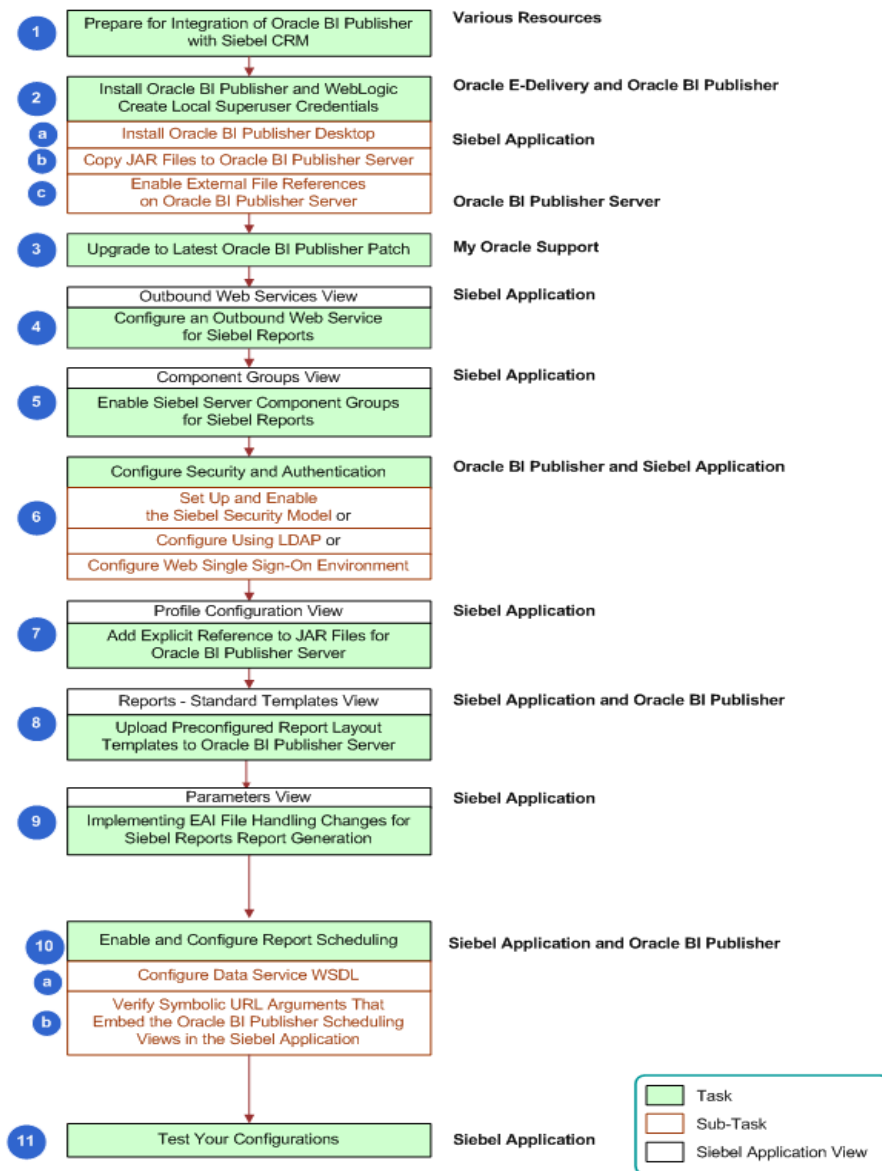 1
Prepare for Integration of Oracle BI Publisher
with Siebel CRM
Various Resources
2
Install Oracle BI Publisher and WebLogic
Create Local Superuser Credentials
Oracle E-Delivery and Oracle BI Publisher
a
Install Oracle BI Publisher Desktop
Siebel Application
b
Copy JAR Files to Oracle BI Publisher Server
c
Enable External File References
on Oracle BI Publisher Server
Oracle BI Publisher Server
3
Upgrade to Latest Oracle BI Publisher Patch
My Oracle Support
Outbound Web Services View
Siebel Application
4
Configure an Outbound Web Service
for Siebel Reports
Component Groups View
Siebel Application
5
Enable Siebel Server Component Groups
for Siebel Reports
Configure Security and Authentication
Oracle BI Publisher and Siebel Application
6
Set Up and Enable
the Siebel Security Model or
Configure Using LDAP or
Configure Web Single Sign-On Environment
Profile Configuration View
Siebel Application
7
Add Explicit Reference to JAR Files for
Oracle BI Publisher Server
Reports - Standard Templates View
Siebel Application and Oracle BI Publisher
8
Upload Preconfigured Report Layout
Templates to Oracle BI Publisher Server
Parameters View
Siebel Application
9
Implementing EAI File Handling Changes for
Siebel Reports Report Generation
10
Enable and Configure Report Scheduling
Siebel Application and Oracle BI Publisher
a
Configure Data Service WSDL
b
Verify Symbolic URL Arguments That
Embed the Oracle BI Publisher Scheduling
Views in the Siebel Application
11
Test Your Configurations
Siebel Application
Task
Sub-Task
Siebel Application View